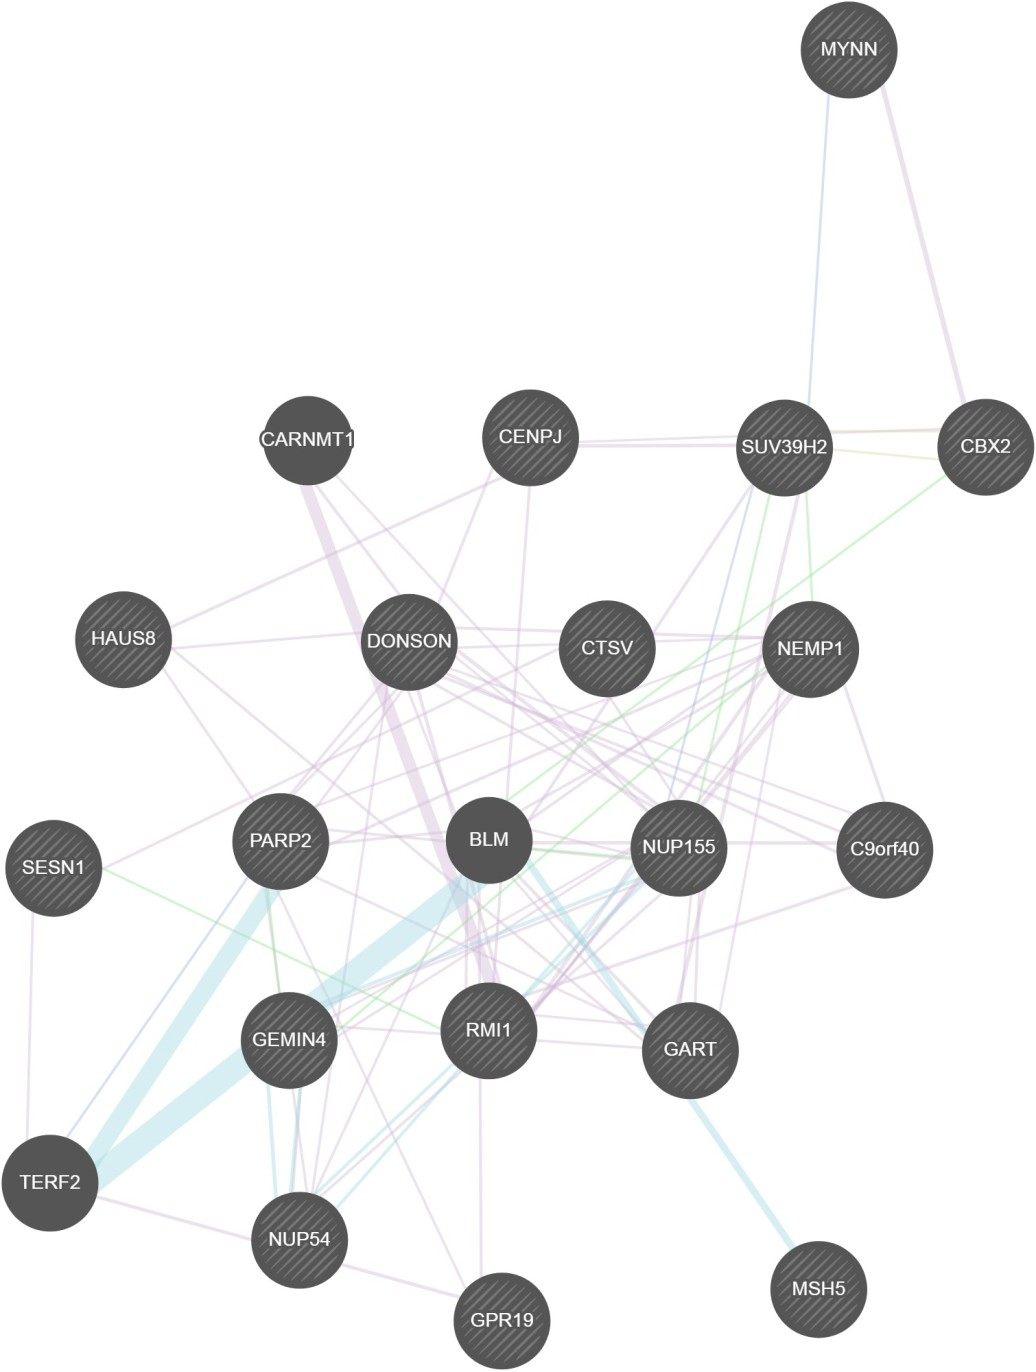 MYNN
CARNMT1
CENPJ
SUV39H2
CBX2
HAUS8
DONSON
CTSV
NEMP1
SESN1
PARP2
BLM
NUP155
C9orf40
GEMIN4
RMI1
GART
TERF2
NUP54
GPR19
MSH5